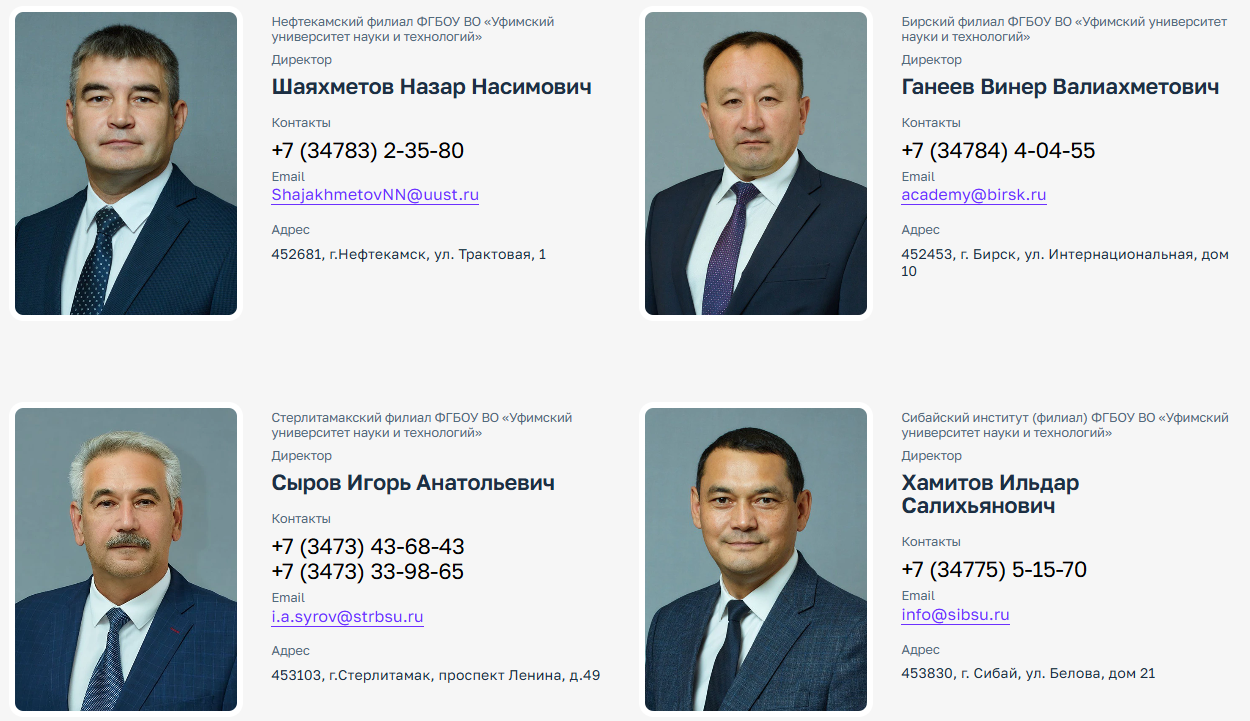 Нефтекамский филиал ФГБОУ ВО «Уфимский
университет науки и технологий»
Директор
Шаяхметов Назар Насимович
Контакты
+7 (34783) 2-35-80
Email
ShajakhmetovNN@uust.ru
Адрес
452681, г.Нефтекамск, ул. Трактовая, 1
Бирский филиал ФГБОУ ВО «Уфимский университет
науки и технологий»
Директор
Ганеев Винер Валиахметович
Контакты
+7 (34784) 4-04-55
Email
academy@birsk.ru
Адрес
452453, г. Бирск, ул. Интернациональная, дом
10
Стерлитамакский филиал ФГБОУ ВО «Уфимский
университет науки и технологий»
Директор
Сыров Игорь Анатольевич
Контакты
+7 (3473) 43-68-43
+7 (3473) 33-98-65
Email
i.a.syrov@strbsu.ru
Адрес
453103, г.Стерлитамак, проспект Ленина, д.49
Сибайский институт (филиал) ФГБОУ ВО «Уфимский
университет науки и технологий»
Директор
Хамитов Ильдар
Салихьянович
Контакты
+7 (34775) 5-15-70
Email
info@sibsu.ru
Адрес
453830, г. Сибай, ул. Белова, дом 21